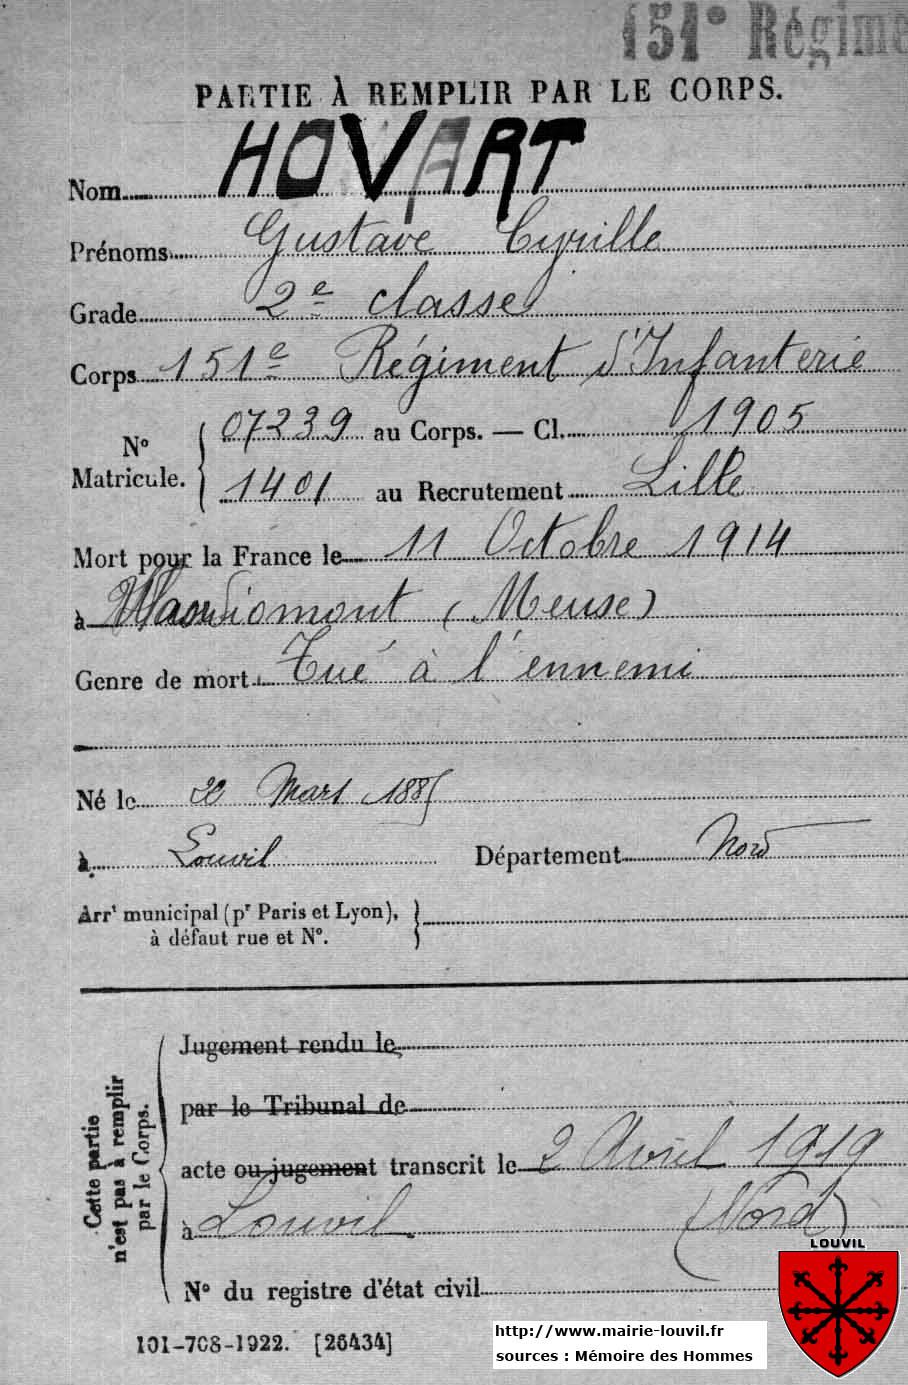 151e Régime
PARTIE À REMPLIR PAR LE CORPS.
Nom HOVART
Prénoms Gustave Cyrille
Grade 2e classe
Corps 151e Régiment d'Infanterie
N° Matricule. { 07239 au Corps. — Cl. 1905
1401 au Recrutement Lille
Mort pour la France le 11 Octobre 1914
à (Meuse)
Genre de mort Tué à l'ennemi
Né le 20 Mars 1885
à Louvil Département Nord
Arrt municipal (pr Paris et Lyon), }
à défaut rue et N°.
Cette partie n'est pas à remplir par le Corps.
Jugement rendu le
par le Tribunal de
acte ou jugement transcrit le 2 Avril 1919
à Louvil (Nord)
N° du registre d'état civil
101-708-1922. [26434]
LOUVIL
http://www.mairie-louvil.fr
sources : Mémoire des Hommes